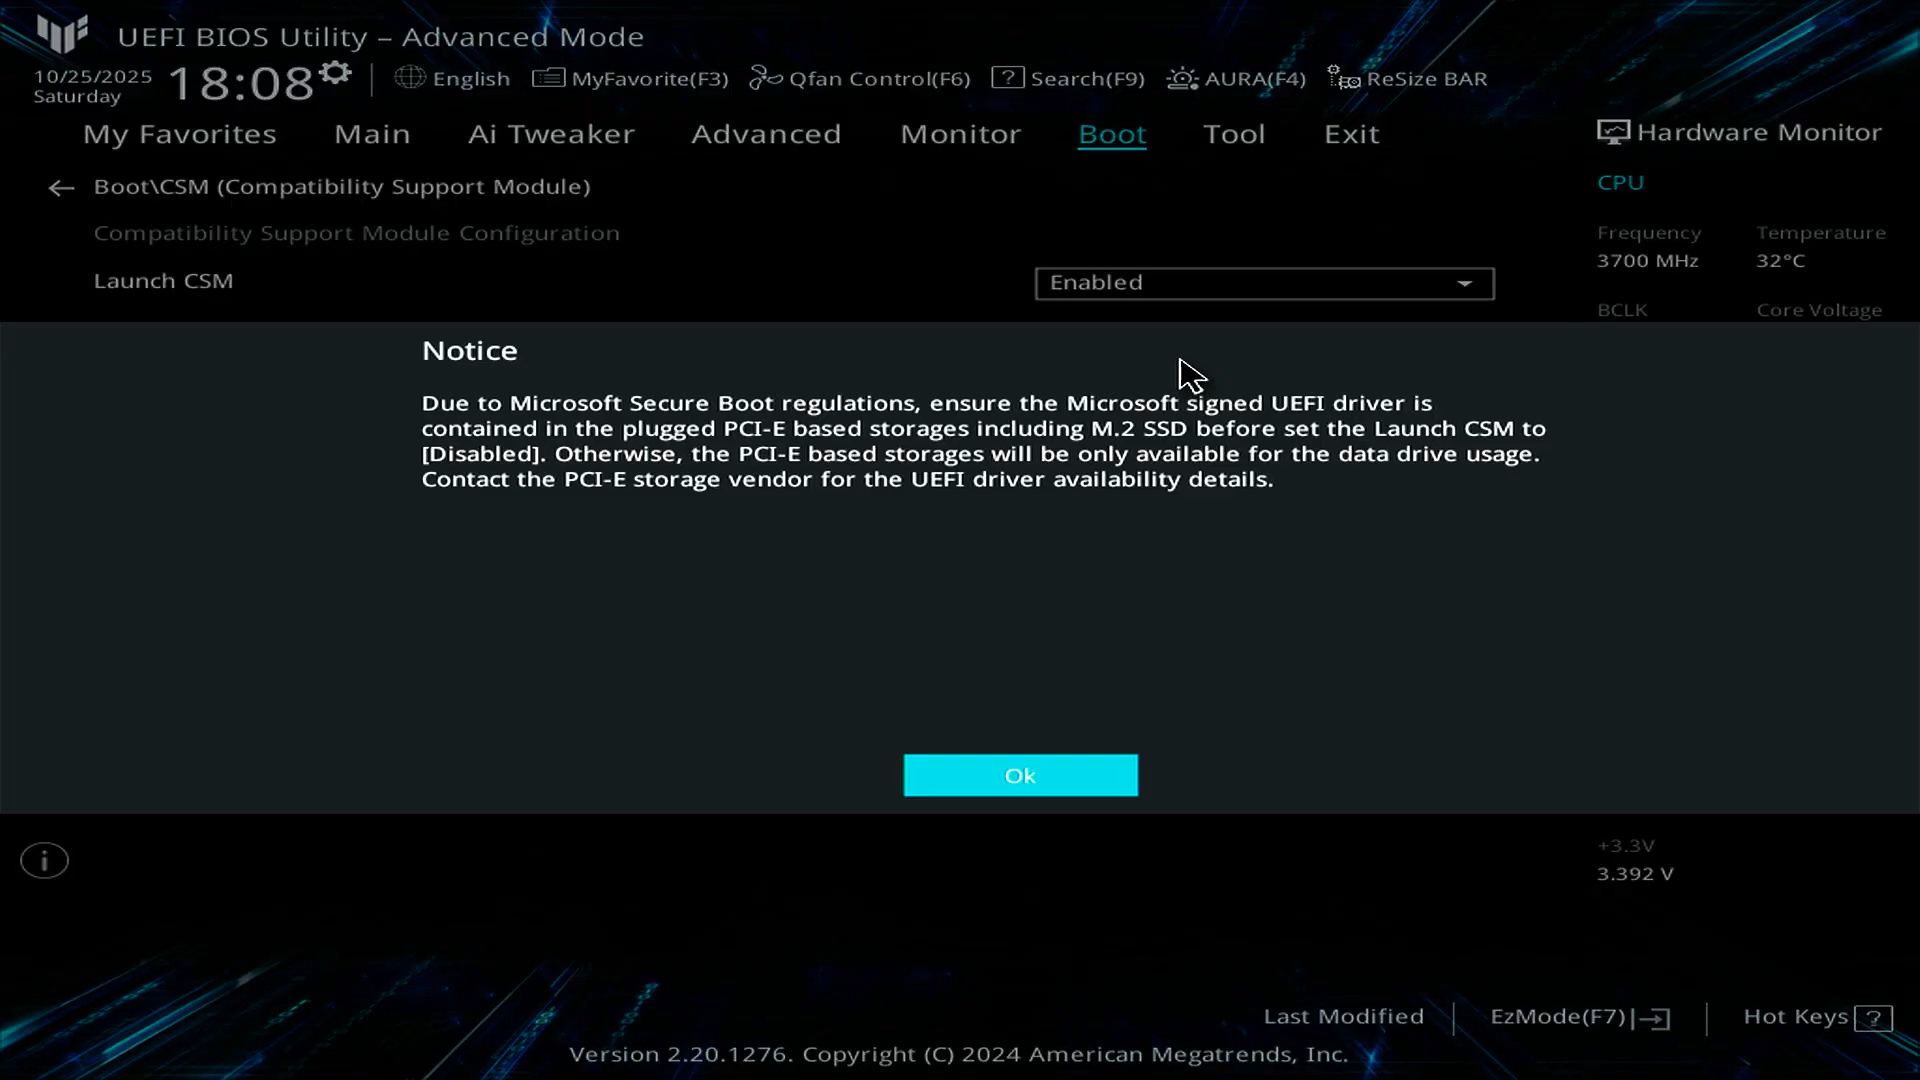 UEFI BIOS Utility – Advanced Mode
10/25/2025
Saturday
18:08
English
MyFavorite(F3)
Qfan Control(F6)
? Search(F9)
AURA(F4)
ReSize BAR
My Favorites
Main
Ai Tweaker
Advanced
Monitor
Boot
Tool
Exit
Hardware Monitor
Boot\CSM (Compatibility Support Module)
Compatibility Support Module Configuration
Launch CSM
Enabled
CPU
Frequency
Temperature
3700 MHz
32°C
BCLK
Core Voltage
Notice
Due to Microsoft Secure Boot regulations, ensure the Microsoft signed UEFI driver is
contained in the plugged PCI-E based storages including M.2 SSD before set the Launch CSM to
[Disabled]. Otherwise, the PCI-E based storages will be only available for the data drive usage.
Contact the PCI-E storage vendor for the UEFI driver availability details.
Ok
+3.3V
3.392 V
Last Modified
EzMode(F7)
Hot Keys ?
Version 2.20.1276. Copyright (C) 2024 American Megatrends, Inc.